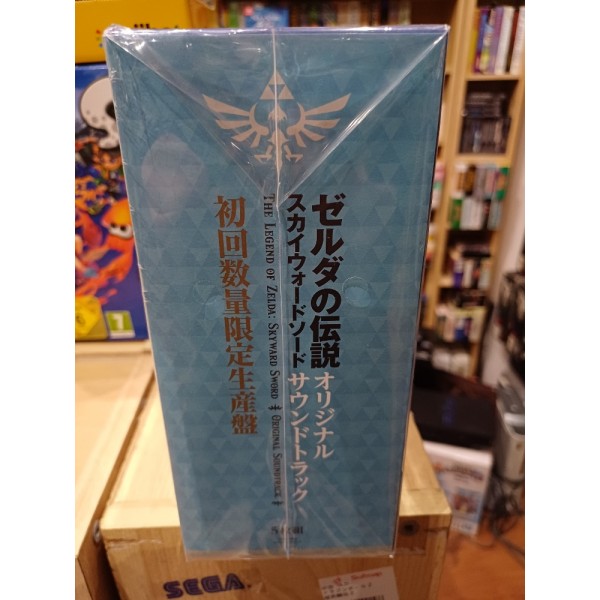 ゼルダの伝説
スカイウォードソード
オリジナル
サウンドトラック
THE LEGEND OF ZELDA: SKYWARD SWORD ORIGINAL SOUNDTRACK
初回数量限定生産盤
7
SEGA